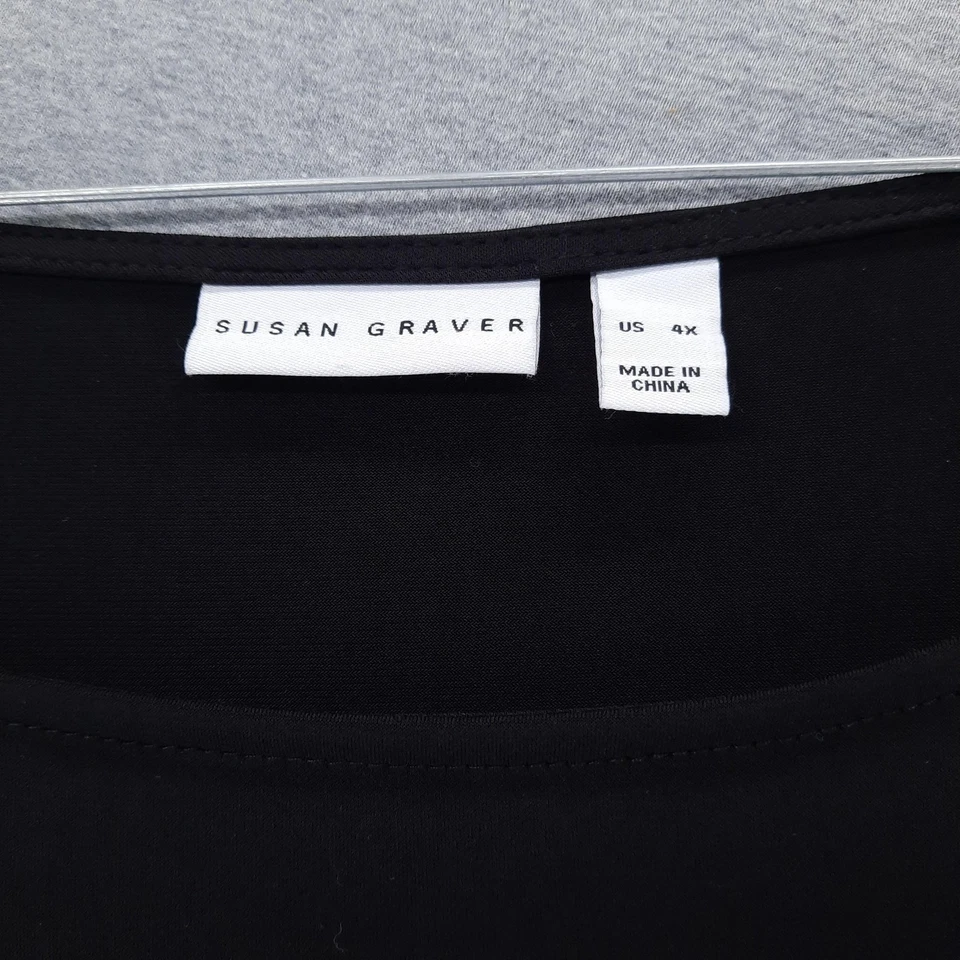 SUSAN GRAVER
US 4X
MADE IN
CHINA